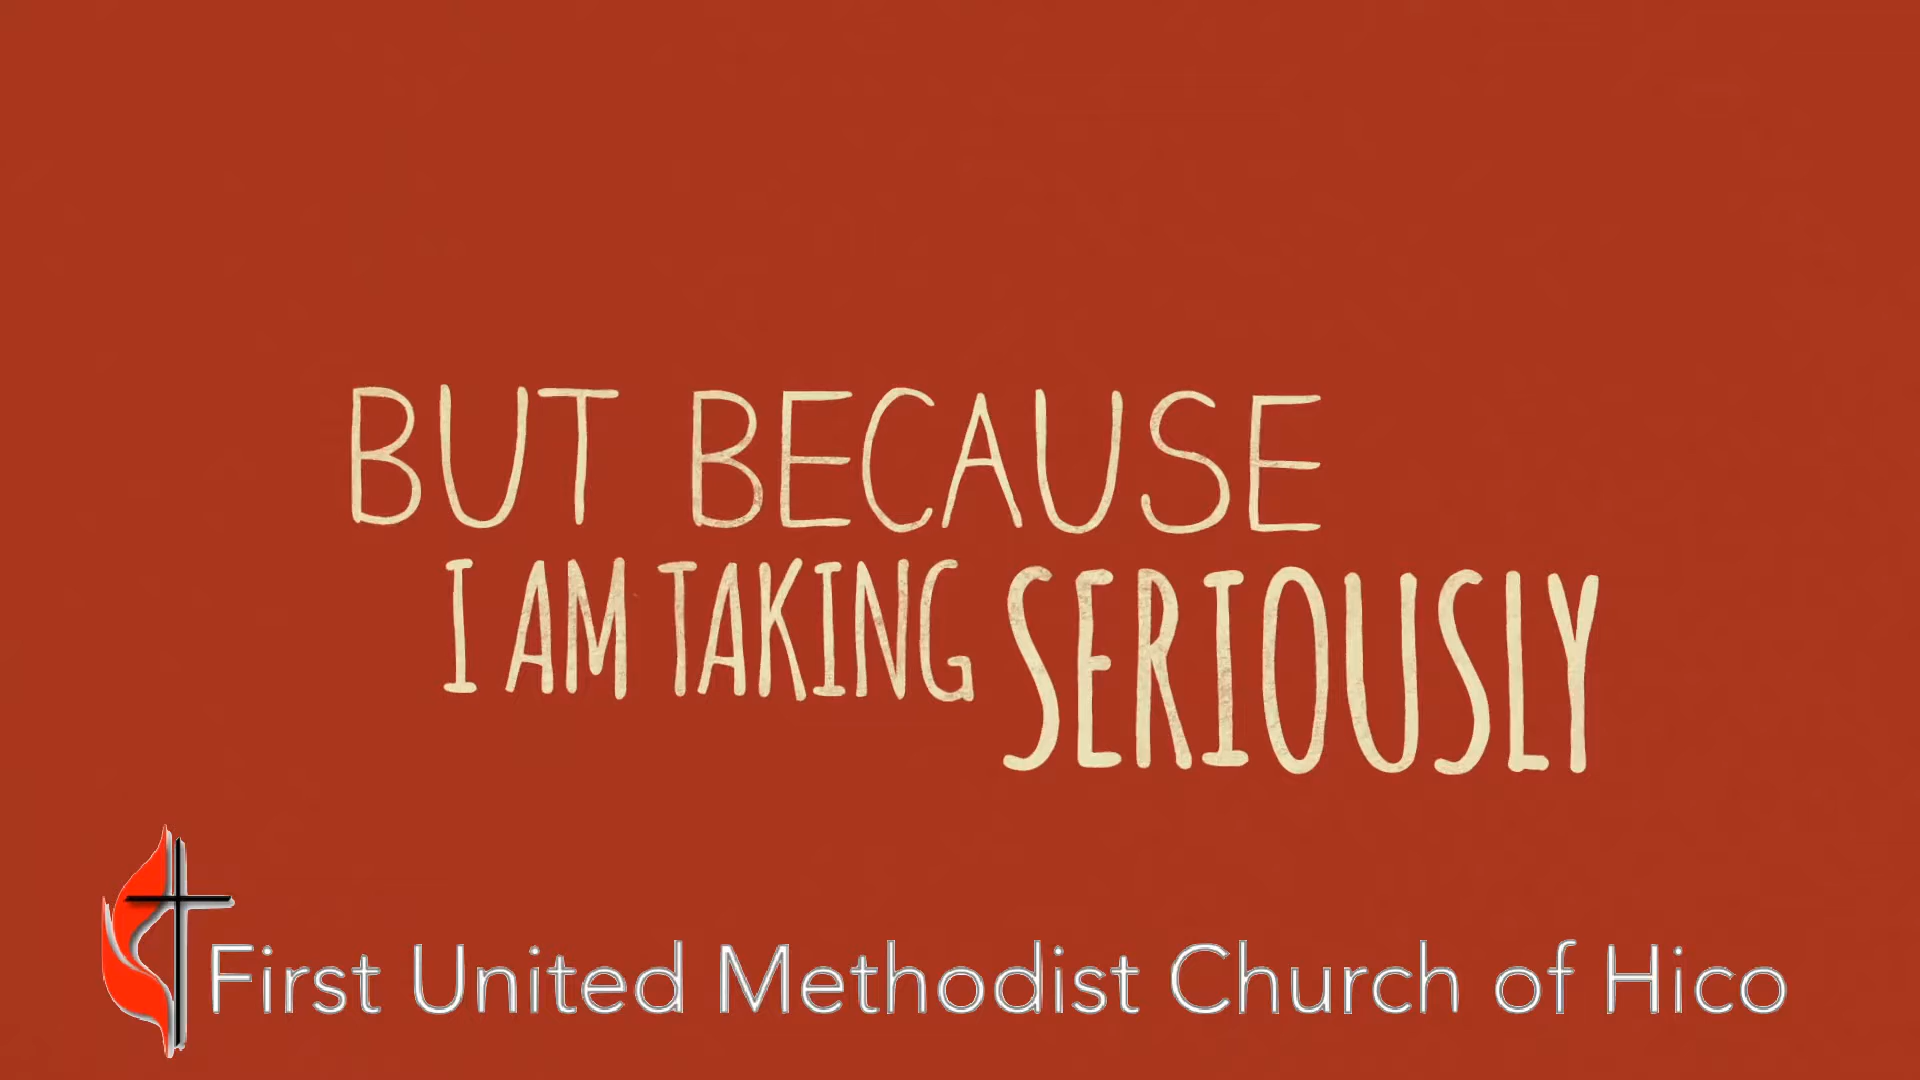 BUT BECAUSE
I AM TAKING SERIOUSLY
First United Methodist Church of Hico